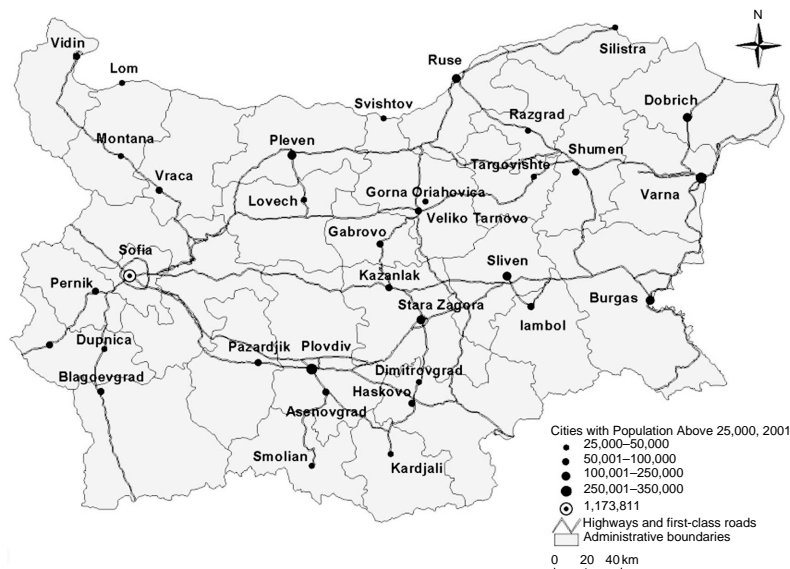 N
Vidin
Silistra
Lom
Ruse
Svishtov
Dobrich
Razgrad
Montana
Pleven
Shumen
Targovishte
Vraca
Varna
Lovech
Gorna Oriahovica
Veliko Tarnovo
Gabrovo
Sofia
Sliven
Kazanlak
Pernik
Burgas
Stara Zagora
Iambol
Dupnica
Pazardjik
Plovdiv
Blagoevgrad
Dimitrovgrad
Haskovo
Asenovgrad
Smolian
Kardjali
Cities with Population Above 25,000, 2001
25,000–50,000
50,001–100,000
100,001–250,000
250,001–350,000
1,173,811
Highways and first-class roads
Administrative boundaries
0 20 40 km